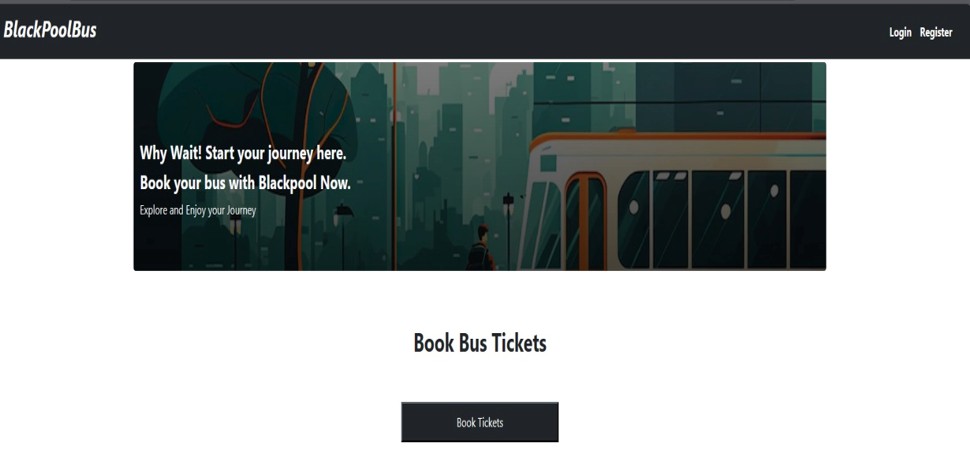 BlackPoolBus
Login Register
Why Wait! Start your journey here.
Book your bus with Blackpool Now.
Explore and Enjoy your Journey
Book Bus Tickets
Book Tickets